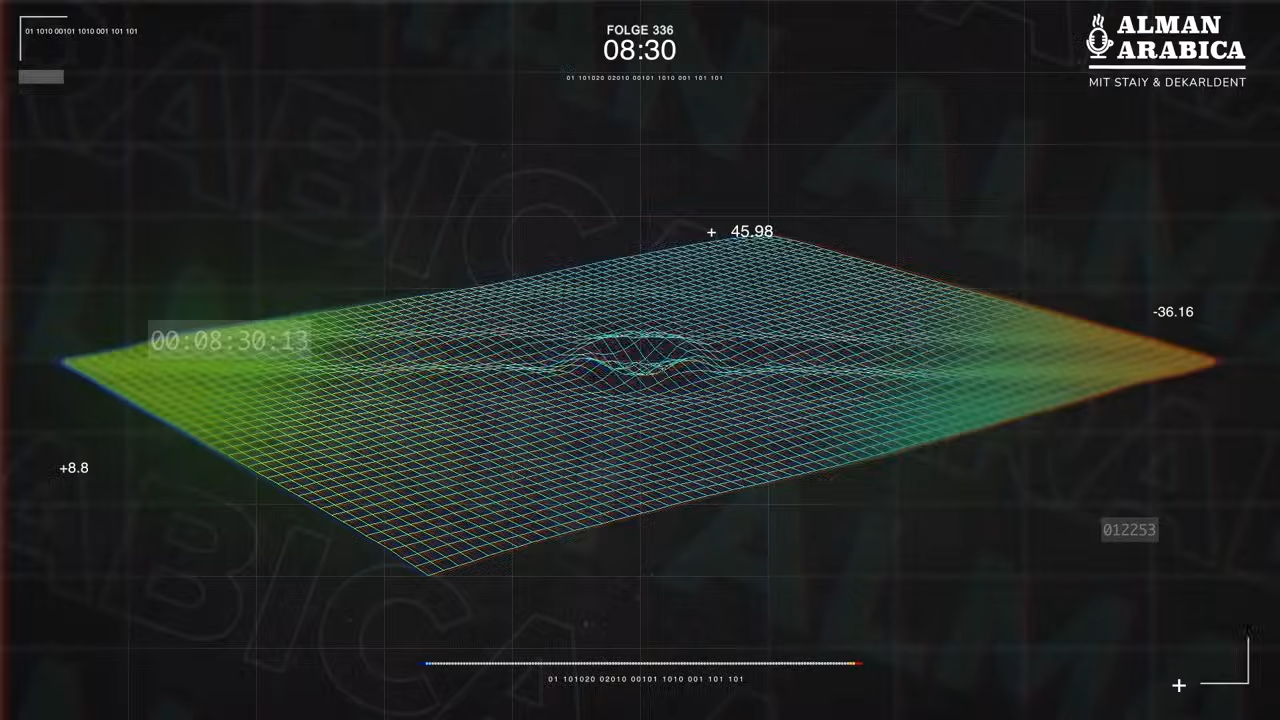 01 1010 00101 1010 001 101 101
FOLGE 336
08:30
01 101020 02010 00101 1010 001 101 101
ALMAN
ARABICA
MIT STAIY & DEKARLDENT
+ 45.98
-36.16
00:08:30:13
+8.8
012253
01 101020 02010 00101 1010 001 101 101
+